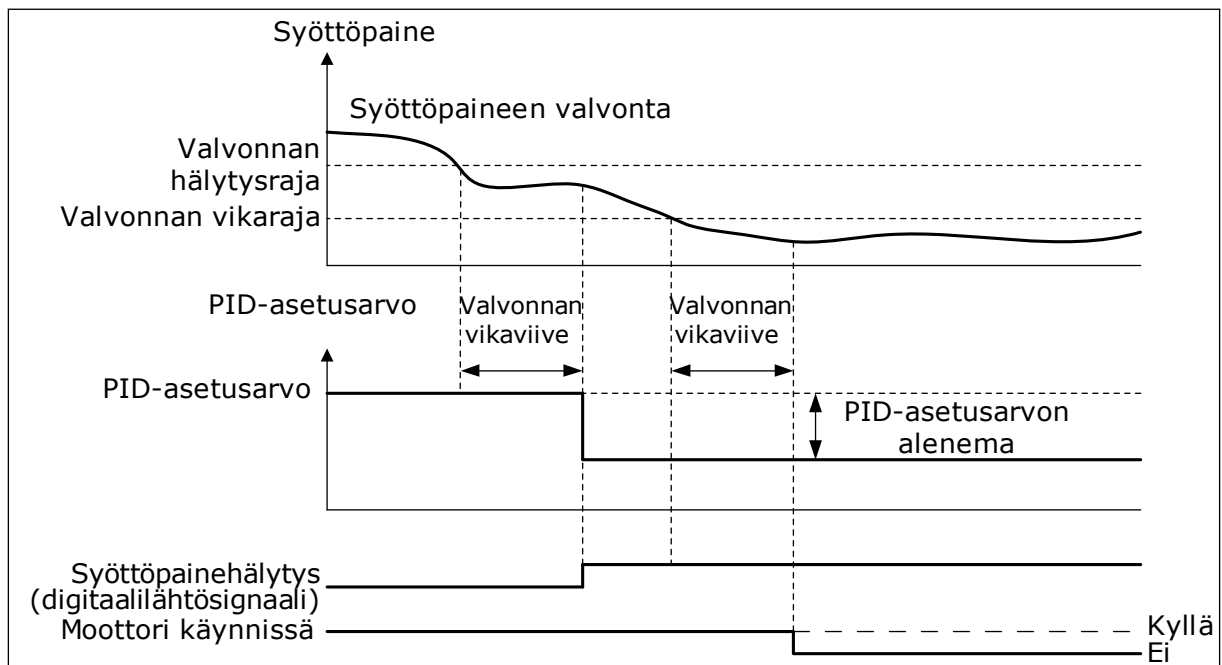 Syöttöpaine
Syöttöpaineen valvonta
Valvonnan
hälytysraja
Valvonnan vikaraja
PID-asetusarvo
Valvonnan
vikaviive
Valvonnan
vikaviive
PID-asetusarvo
PID-asetusarvon
alenema
Syöttöpainehälytys
(digitaalilähtösignaali)
Moottori käynnissä
Kyllä
Ei